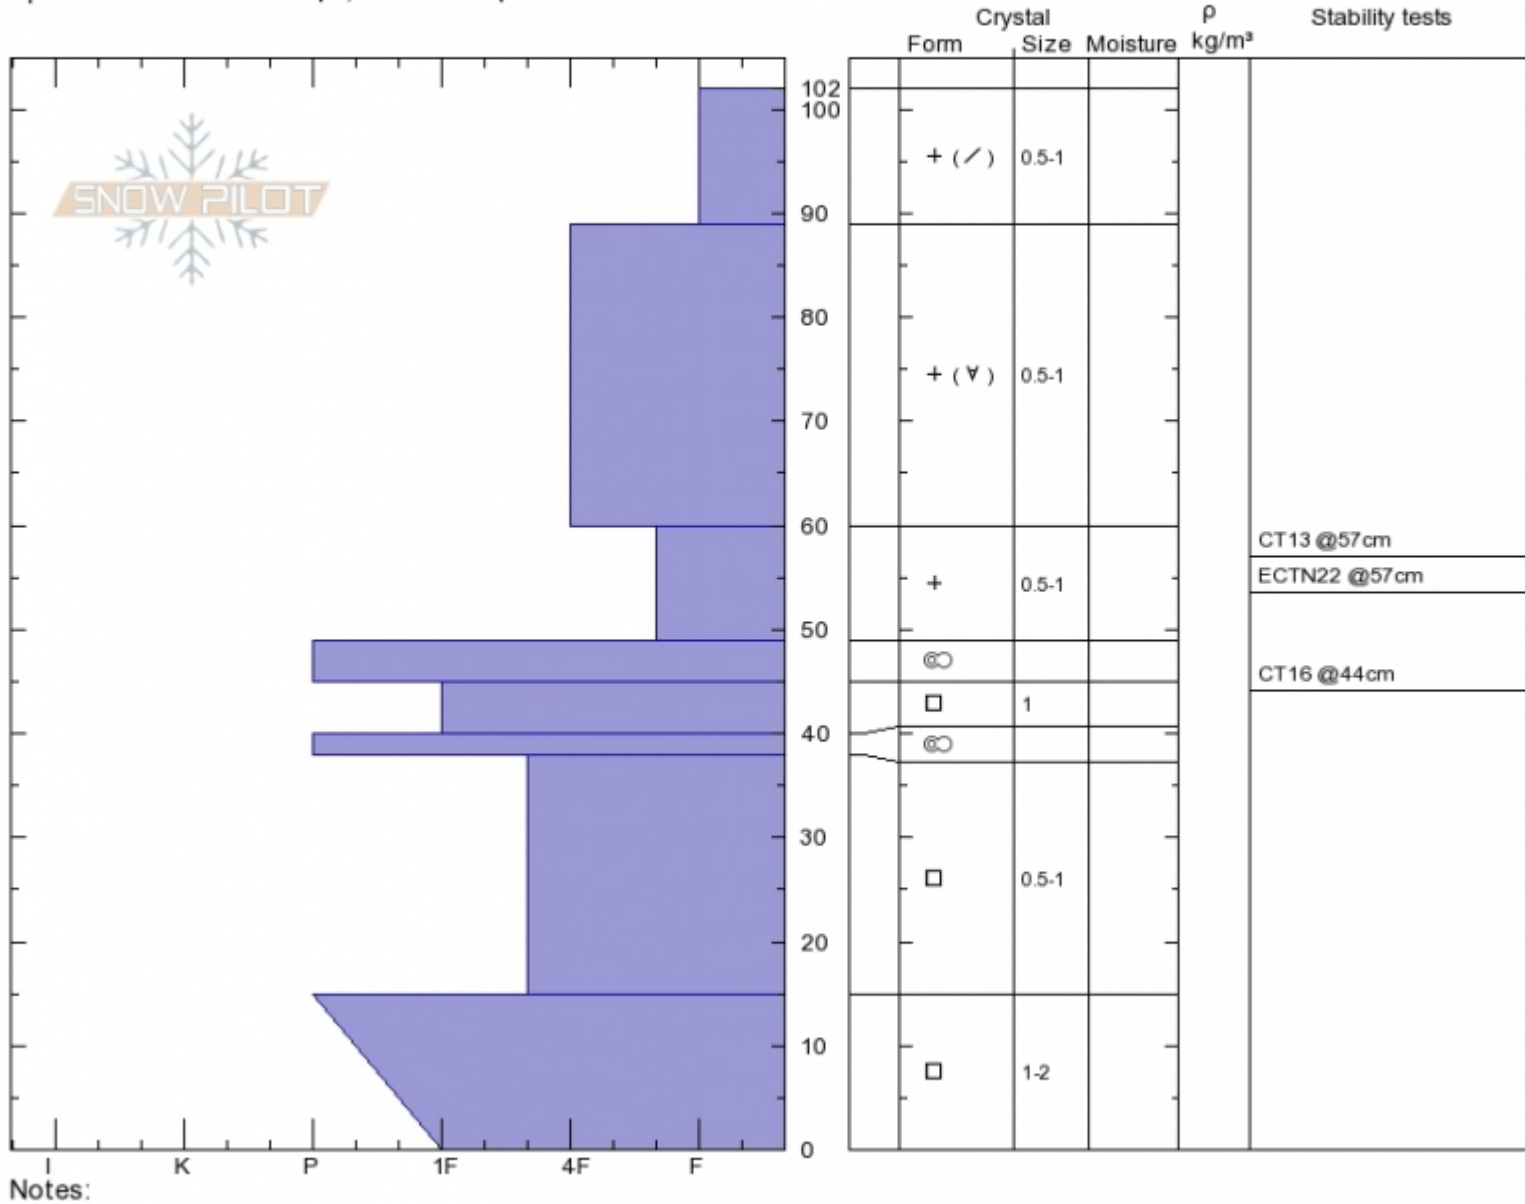 Crystal
ρ
Stability tests
Form Size Moisture kg/m³
SNOW PILOT
102
100
+ (⁄) 0.5-1
90
80
+ (∀) 0.5-1
70
60
CT13 @57cm
ECTN22 @57cm
+ 0.5-1
50
CT16 @44cm
□ 1
40
30
□ 0.5-1
20
10
□ 1-2
0
I K P 1F 4F F
Notes: